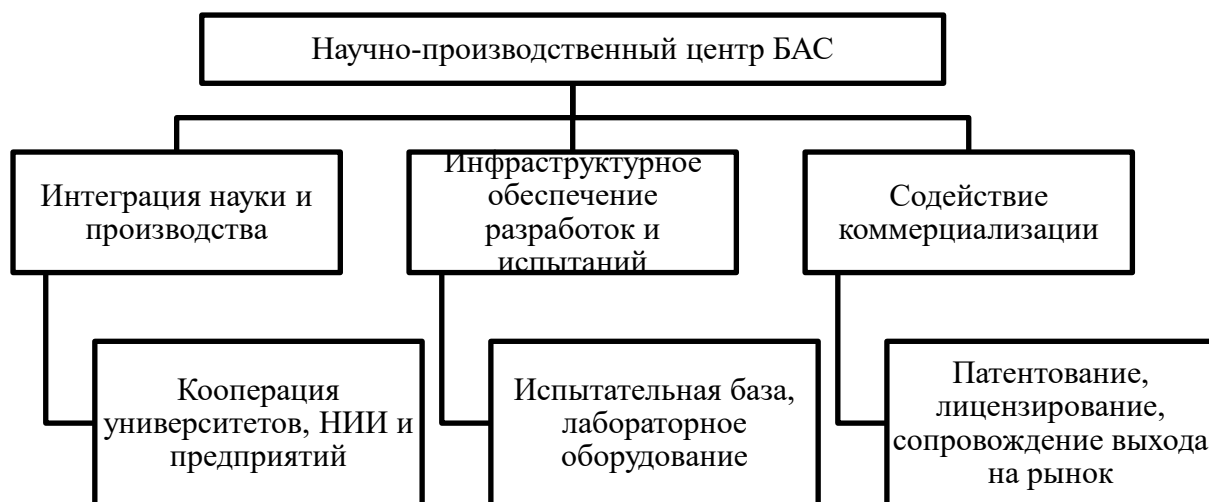 Научно-производственный центр БАС
Интеграция науки и
производства
Инфраструктурное
обеспечение
разработок и
испытаний
Содействие
коммерциализации
Кооперация
университетов, НИИ и
предприятий
Испытательная база,
лабораторное
оборудование
Патентование,
лицензирование,
сопровождение выхода
на рынок